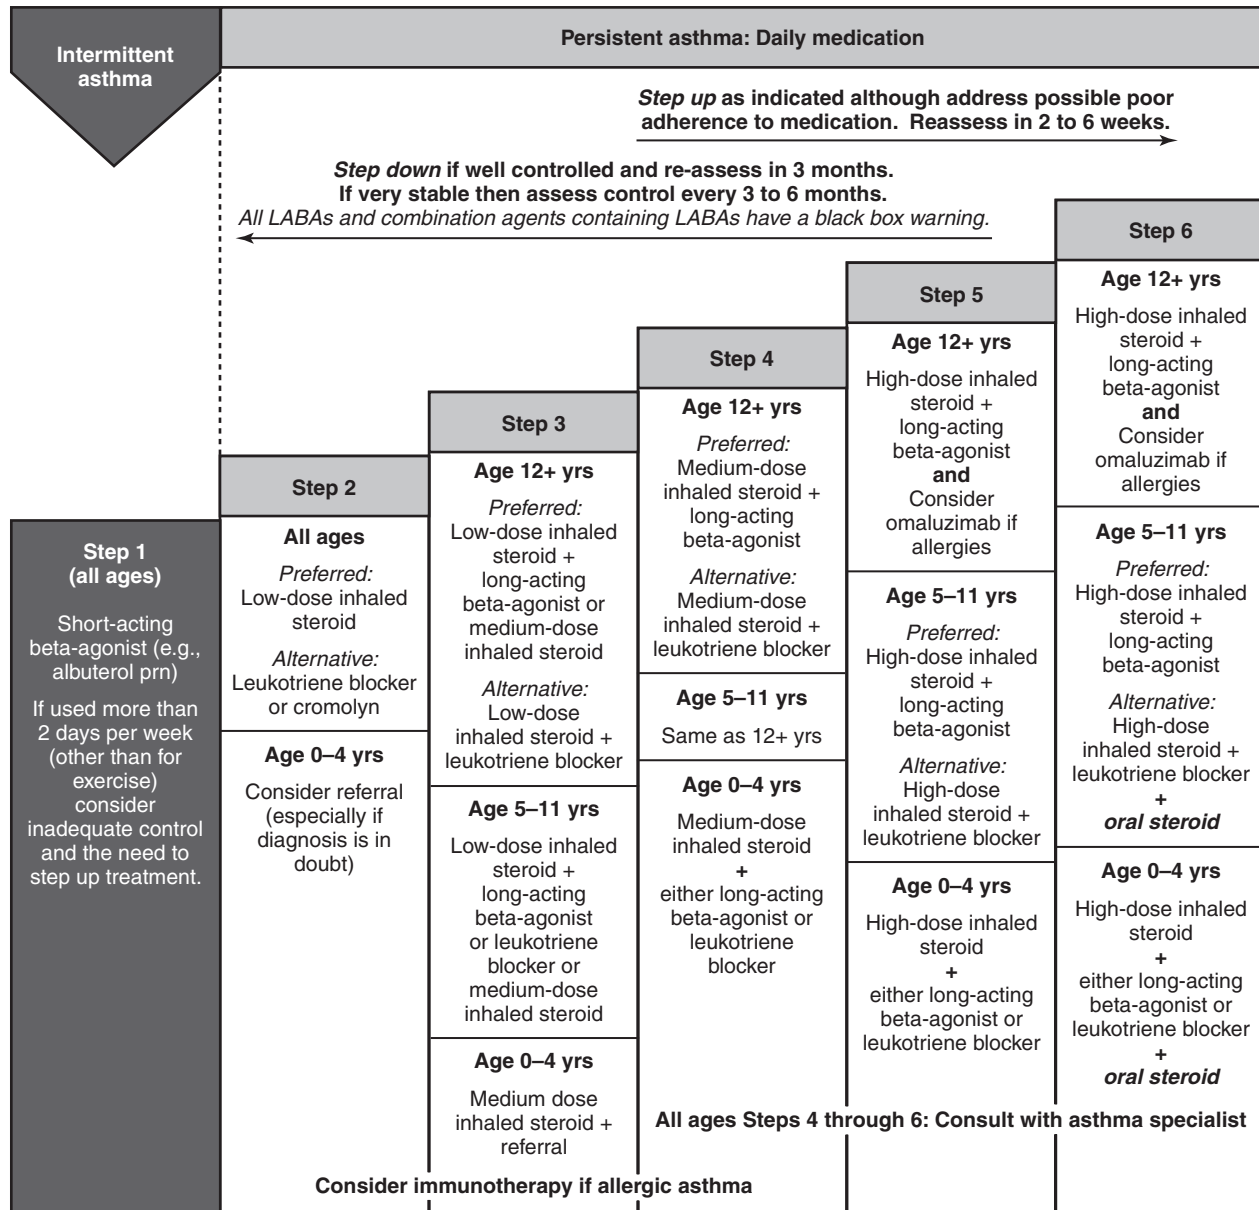 Intermittent
asthma
Persistent asthma: Daily medication
Step up as indicated although address possible poor
adherence to medication.  Reassess in 2 to 6 weeks.
Step down if well controlled and re-assess in 3 months.
If very stable then assess control every 3 to 6 months.
All LABAs and combination agents containing LABAs have a black box warning.
Step 1
(all ages)
Short-acting
beta-agonist (e.g.,
albuterol prn)
If used more than
2 days per week
(other than for
exercise)
consider
inadequate control
and the need to
step up treatment.
Step 2
All ages
Preferred:
Low-dose inhaled
steroid
Alternative:
Leukotriene blocker
or cromolyn
Age 0–4 yrs
Consider referral
(especially if
diagnosis is in
doubt)
Step 3
Age 12+ yrs
Preferred:
Low-dose inhaled
steroid +
long-acting
beta-agonist or
medium-dose
inhaled steroid
Alternative:
Low-dose
inhaled steroid +
leukotriene blocker
Age 5–11 yrs
Low-dose inhaled
steroid +
long-acting
beta-agonist
or leukotriene
blocker or
medium-dose
inhaled steroid
Age 0–4 yrs
Medium dose
inhaled steroid +
referral
Step 4
Age 12+ yrs
Preferred:
Medium-dose
inhaled steroid +
long-acting
beta-agonist
Alternative:
Medium-dose
inhaled steroid +
leukotriene blocker
Age 5–11 yrs
Same as 12+ yrs
Age 0–4 yrs
Medium-dose
inhaled steroid
+
either long-acting
beta-agonist or
leukotriene
blocker
Step 5
Age 12+ yrs
High-dose inhaled
steroid +
long-acting
beta-agonist
and
Consider
omaluzimab if
allergies
Age 5–11 yrs
Preferred:
High-dose inhaled
steroid +
long-acting
beta-agonist
Alternative:
High-dose
inhaled steroid +
leukotriene blocker
Age 0–4 yrs
High-dose inhaled
steroid
+
either long-acting
beta-agonist or
leukotriene blocker
Step 6
Age 12+ yrs
High-dose inhaled
steroid +
long-acting
beta-agonist
and
Consider
omaluzimab if
allergies
Age 5–11 yrs
Preferred:
High-dose inhaled
steroid +
long-acting
beta-agonist
Alternative:
High-dose
inhaled steroid +
leukotriene blocker
+
oral steroid
Age 0–4 yrs
High-dose inhaled
steroid
+
either long-acting
beta-agonist or
leukotriene blocker
+
oral steroid
All ages Steps 4 through 6: Consult with asthma specialist
Consider immunotherapy if allergic asthma